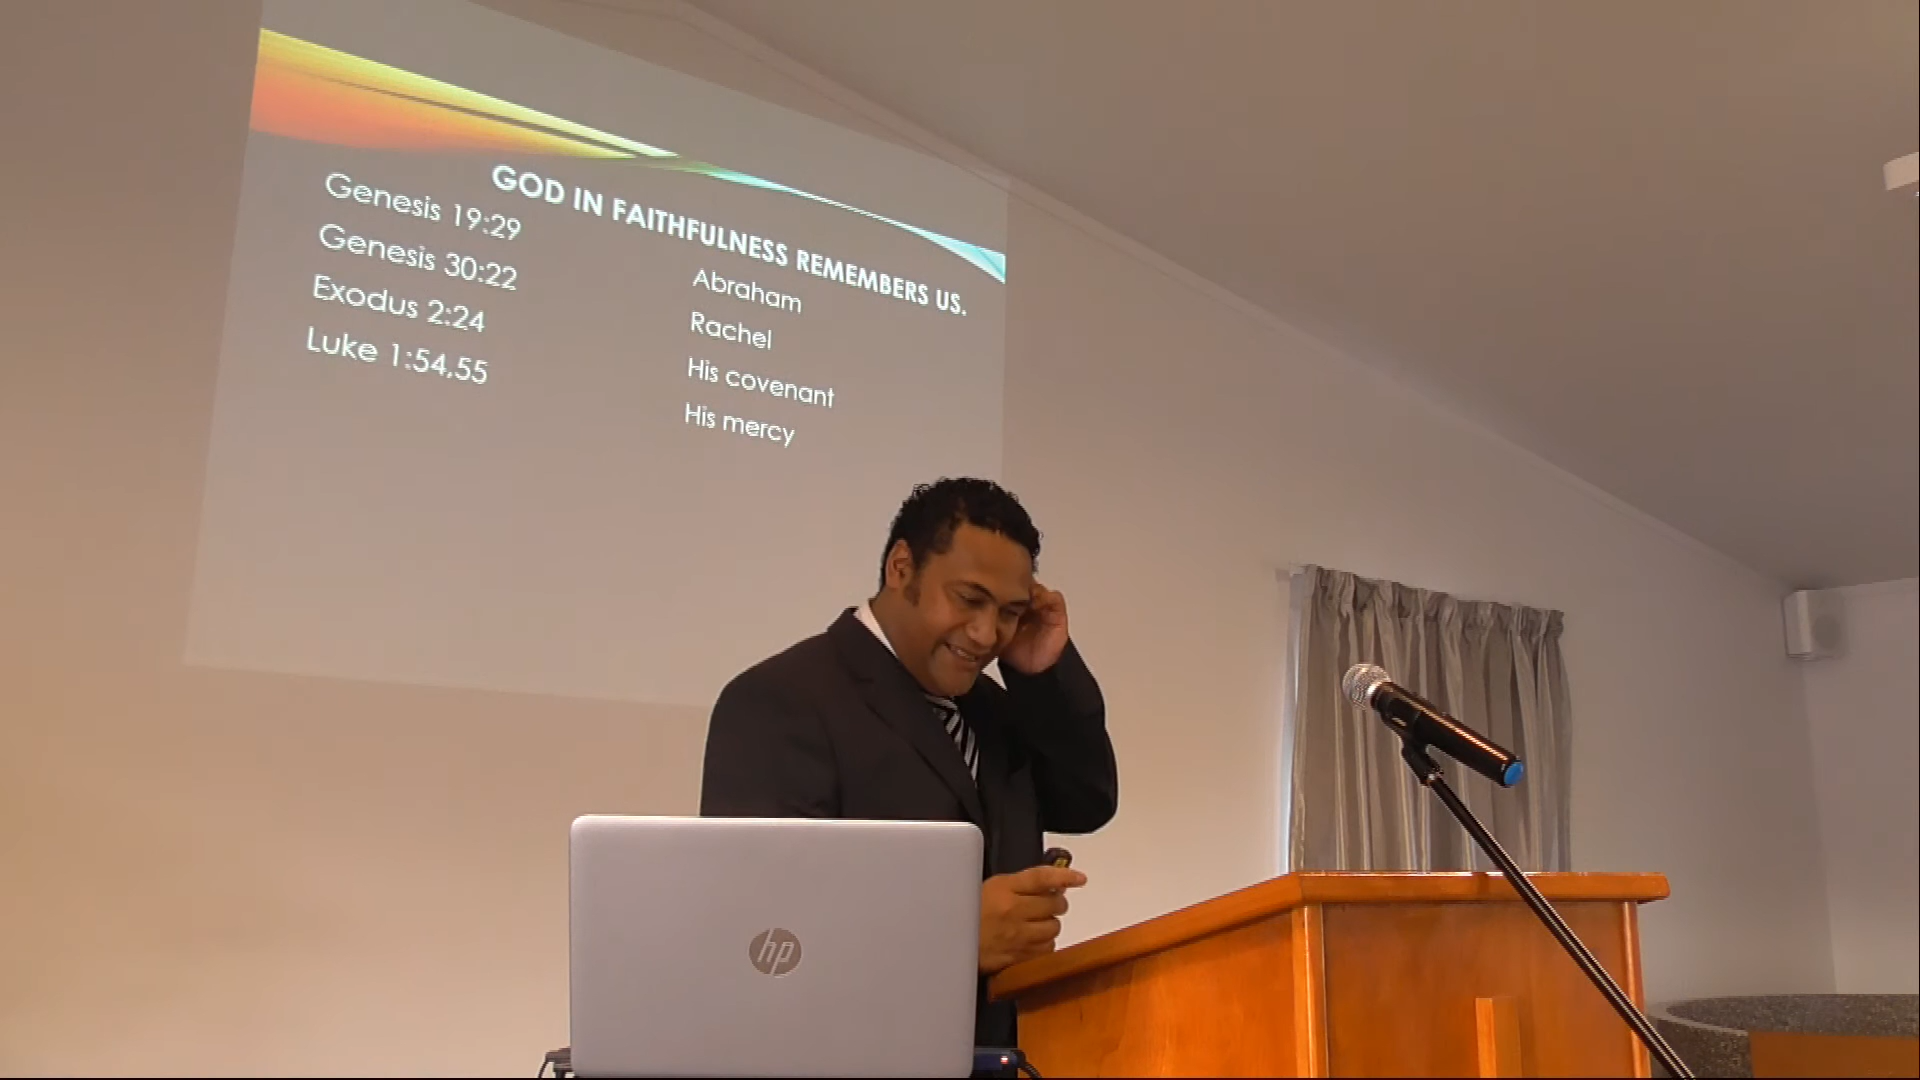 GOD IN FAITHFULNESS REMEMBERS US.
Genesis 19:29
Genesis 30:22
Exodus 2:24
Luke 1:54,55
Abraham
Rachel
His covenant
His mercy
hp